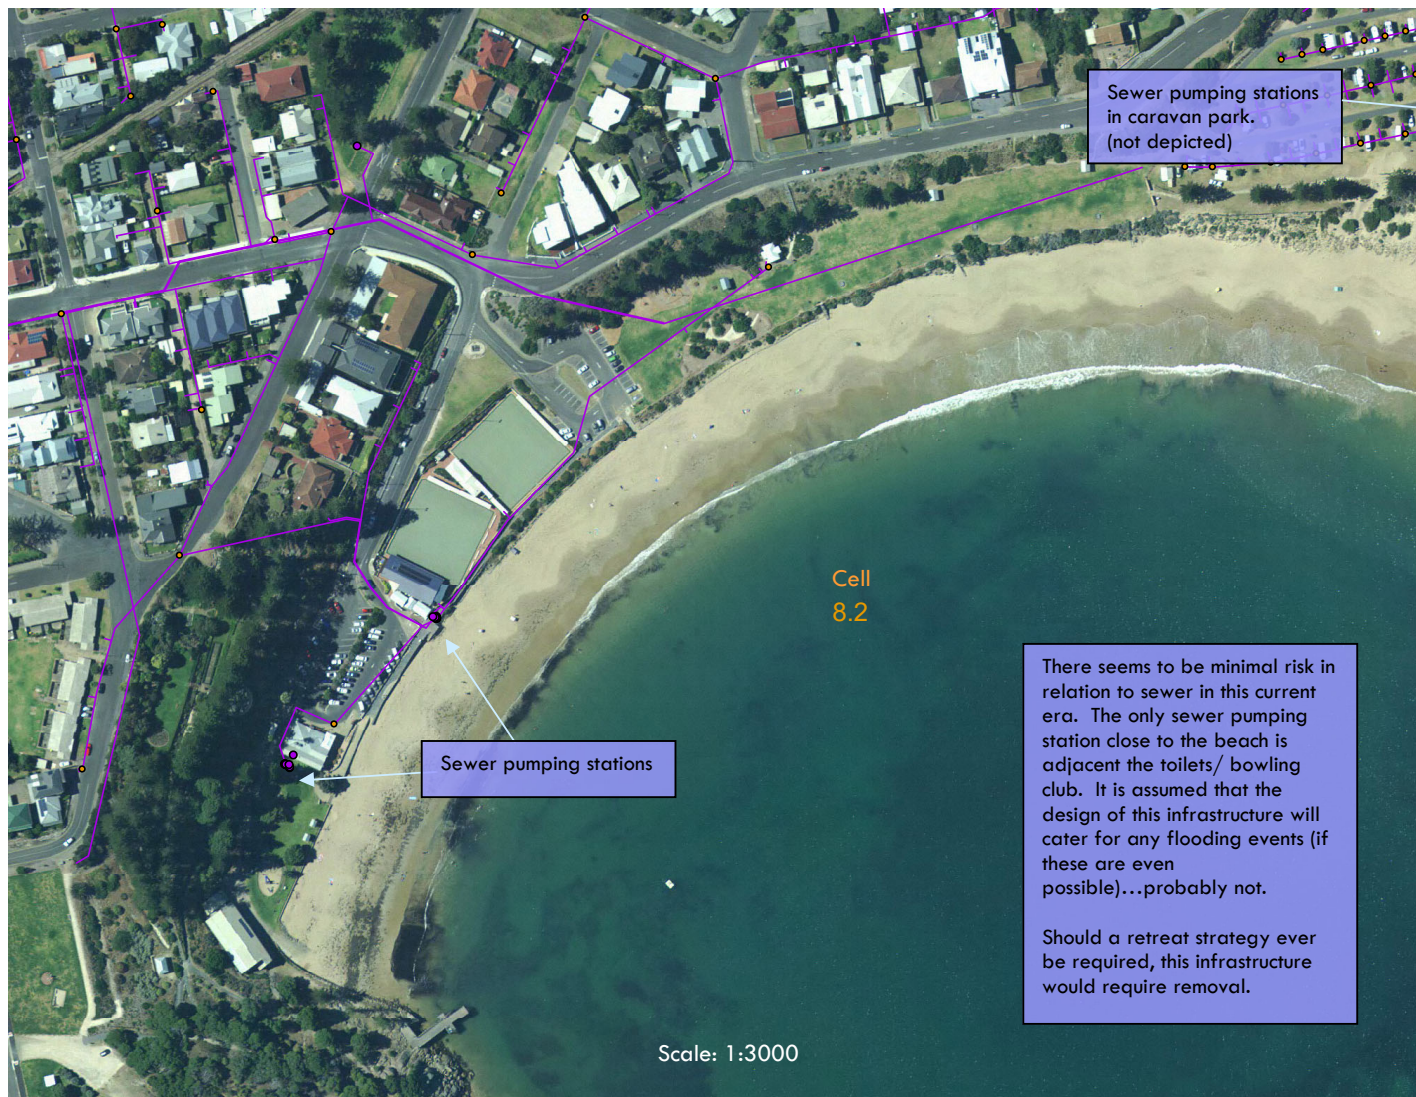 Sewer pumping stations
in caravan park.
(not depicted)
Cell
8.2
There seems to be minimal risk in
relation to sewer in this current
era.  The only sewer pumping
station close to the beach is
adjacent the toilets/ bowling
club.  It is assumed that the
design of this infrastructure will
cater for any flooding events (if
these are even
possible)…probably not.
Should a retreat strategy ever
be required, this infrastructure
would require removal.
Sewer pumping stations
Scale: 1:3000